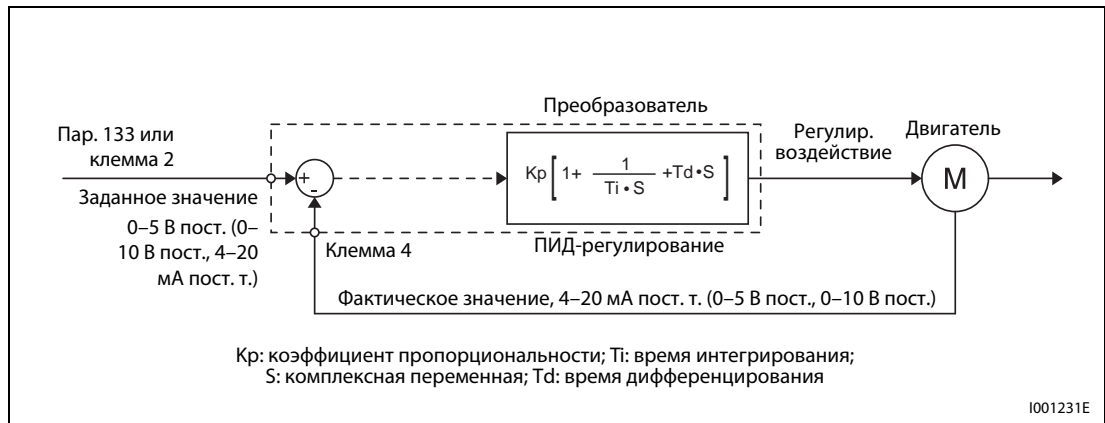 Преобразователь
Пар. 133 или
клемма 2
Заданное значение
0–5 В пост. (0–
10 В пост., 4–20
мА пост. т.)
+
-
Клемма 4
Kp [ 1+ 1 / Ti • S +Td•S ]
ПИД-регулирование
Регулир.
воздействие
Двигатель
M
Фактическое значение, 4–20 мА пост. т. (0–5 В пост., 0–10 В пост.)
Kp: коэффициент пропорциональности; Ti: время интегрирования;
S: комплексная переменная; Td: время дифференцирования
I001231E